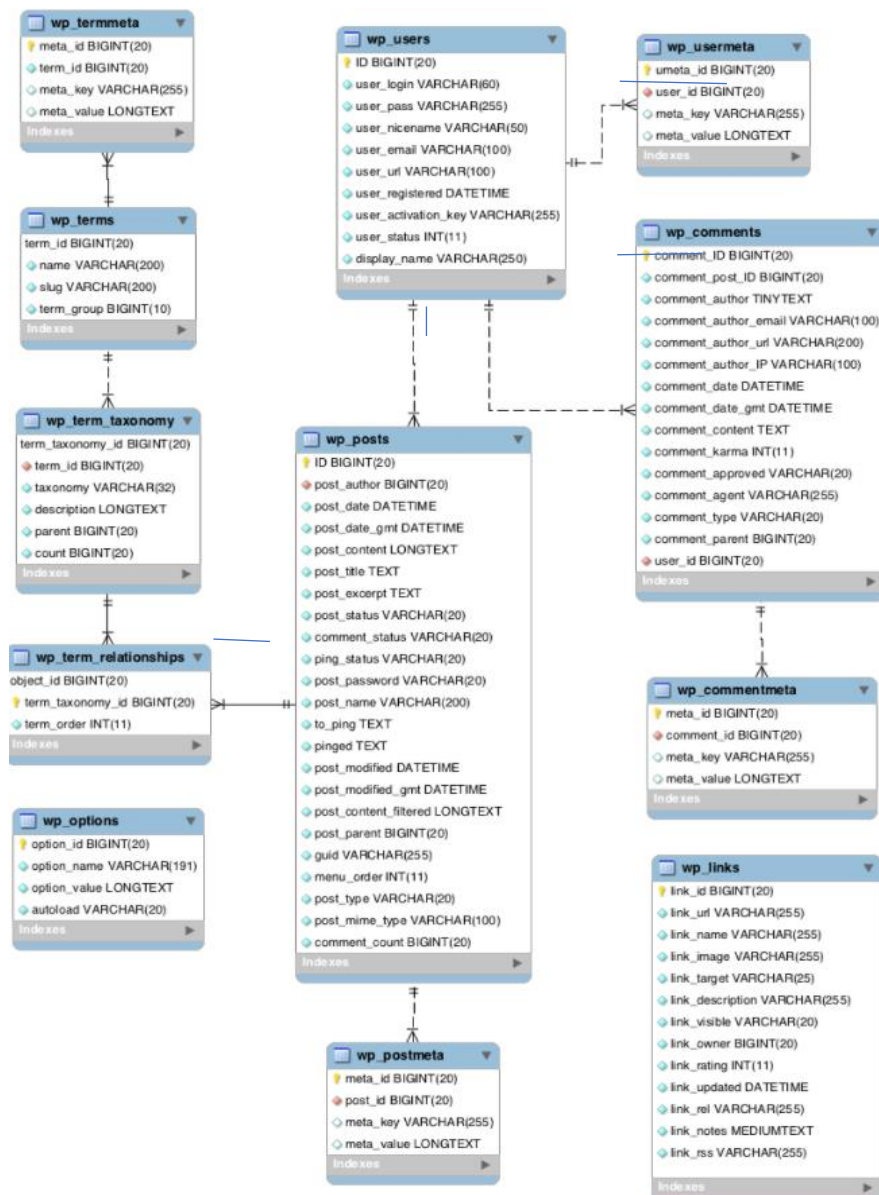 wp_termmeta
meta_id BIGINT(20)
term_id BIGINT(20)
meta_key VARCHAR(255)
meta_value LONGTEXT
Indexes
wp_terms
term_id BIGINT(20)
name VARCHAR(200)
slug VARCHAR(200)
term_group BIGINT(10)
Indexes
wp_term_taxonomy
term_taxonomy_id BIGINT(20)
term_id BIGINT(20)
taxonomy VARCHAR(32)
description LONGTEXT
parent BIGINT(20)
count BIGINT(20)
Indexes
wp_term_relationships
object_id BIGINT(20)
term_taxonomy_id BIGINT(20)
term_order INT(11)
Indexes
wp_options
option_id BIGINT(20)
option_name VARCHAR(191)
option_value LONGTEXT
autoload VARCHAR(20)
Indexes
wp_users
ID BIGINT(20)
user_login VARCHAR(60)
user_pass VARCHAR(255)
user_nicename VARCHAR(50)
user_email VARCHAR(100)
user_url VARCHAR(100)
user_registered DATETIME
user_activation_key VARCHAR(255)
user_status INT(11)
display_name VARCHAR(250)
Indexes
wp_posts
ID BIGINT(20)
post_author BIGINT(20)
post_date DATETIME
post_date_gmt DATETIME
post_content LONGTEXT
post_title TEXT
post_excerpt TEXT
post_status VARCHAR(20)
comment_status VARCHAR(20)
ping_status VARCHAR(20)
post_password VARCHAR(20)
post_name VARCHAR(200)
to_ping TEXT
pinged TEXT
post_modified DATETIME
post_modified_gmt DATETIME
post_content_filtered LONGTEXT
post_parent BIGINT(20)
guid VARCHAR(255)
menu_order INT(11)
post_type VARCHAR(20)
post_mime_type VARCHAR(100)
comment_count BIGINT(20)
Indexes
wp_postmeta
meta_id BIGINT(20)
post_id BIGINT(20)
meta_key VARCHAR(255)
meta_value LONGTEXT
Indexes
wp_usermeta
umeta_id BIGINT(20)
user_id BIGINT(20)
meta_key VARCHAR(255)
meta_value LONGTEXT
Indexes
wp_comments
comment_ID BIGINT(20)
comment_post_ID BIGINT(20)
comment_author TINYTEXT
comment_author_email VARCHAR(100)
comment_author_url VARCHAR(200)
comment_author_IP VARCHAR(100)
comment_date DATETIME
comment_date_gmt DATETIME
comment_content TEXT
comment_karma INT(11)
comment_approved VARCHAR(20)
comment_agent VARCHAR(255)
comment_type VARCHAR(20)
comment_parent BIGINT(20)
user_id BIGINT(20)
Indexes
wp_commentmeta
meta_id BIGINT(20)
comment_id BIGINT(20)
meta_key VARCHAR(255)
meta_value LONGTEXT
Indexes
wp_links
link_id BIGINT(20)
link_url VARCHAR(255)
link_name VARCHAR(255)
link_image VARCHAR(255)
link_target VARCHAR(25)
link_description VARCHAR(255)
link_visible VARCHAR(20)
link_owner BIGINT(20)
link_rating INT(11)
link_updated DATETIME
link_rel VARCHAR(255)
link_notes MEDIUMTEXT
link_rss VARCHAR(255)
Indexes